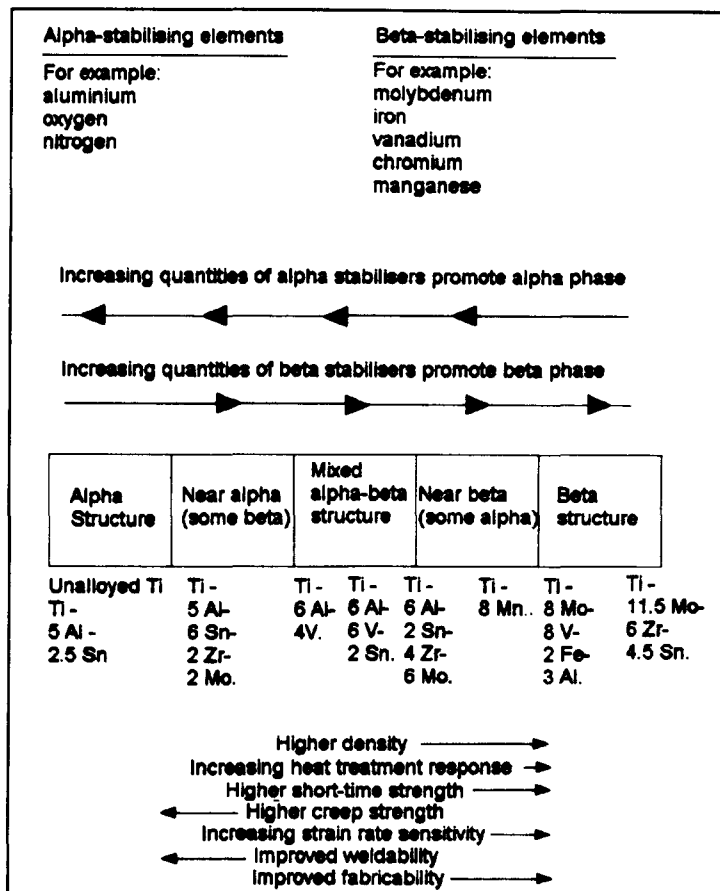 Alpha-stabilising elements
For example:
aluminium
oxygen
nitrogen
Beta-stabilising elements
For example:
molybdenum
iron
vanadium
chromium
manganese
Increasing quantities of alpha stabilisers promote alpha phase
Increasing quantities of beta stabilisers promote beta phase
Alpha
Structure
Near alpha
(some beta)
Mixed
alpha-beta
structure
Near beta
(some alpha)
Beta
structure
Unalloyed Ti
Ti -
5 Al -
2.5 Sn
Ti -
5 Al-
6 Sn-
2 Zr-
2 Mo.
Ti -
6 Al-
4V.
Ti -
6 Al-
6 V-
2 Sn.
Ti -
6 Al-
2 Sn-
4 Zr-
6 Mo.
Ti -
8 Mn..
Ti -
8 Mo-
8 V-
2 Fe-
3 Al.
Ti -
11.5 Mo-
6 Zr-
4.5 Sn.
Higher density
Increasing heat treatment response
Higher short-time strength
Higher creep strength
Increasing strain rate sensitivity
Improved weldability
Improved fabricability